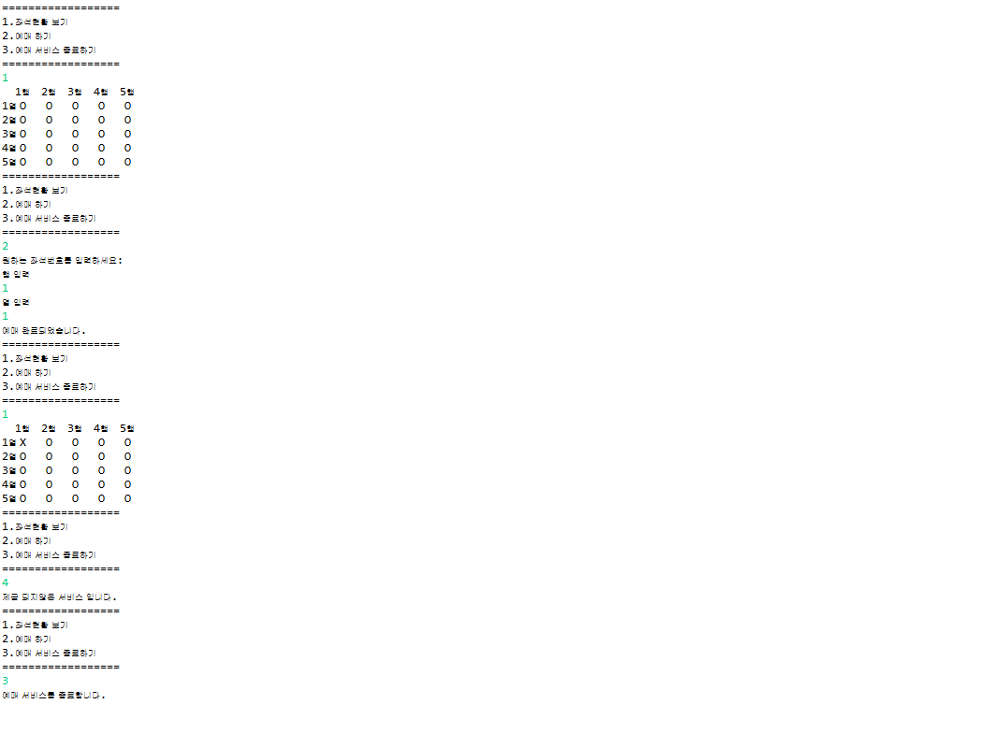 ==================
1.좌석현황 보기
2.예매 하기
3.예매 서비스 종료하기
==================
1
1행 2행 3행 4행 5행
1열 O O O O O
2열 O O O O O
3열 O O O O O
4열 O O O O O
5열 O O O O O
==================
1.좌석현황 보기
2.예매 하기
3.예매 서비스 종료하기
==================
2
원하는 좌석번호를 입력하세요:
행 입력
1
열 입력
1
예매 완료되었습니다.
==================
1.좌석현황 보기
2.예매 하기
3.예매 서비스 종료하기
==================
1
1행 2행 3행 4행 5행
1열 X O O O O
2열 O O O O O
3열 O O O O O
4열 O O O O O
5열 O O O O O
==================
1.좌석현황 보기
2.예매 하기
3.예매 서비스 종료하기
==================
4
제공 되지않은 서비스 입니다.
==================
1.좌석현황 보기
2.예매 하기
3.예매 서비스 종료하기
==================
3
예매 서비스를 종료합니다.